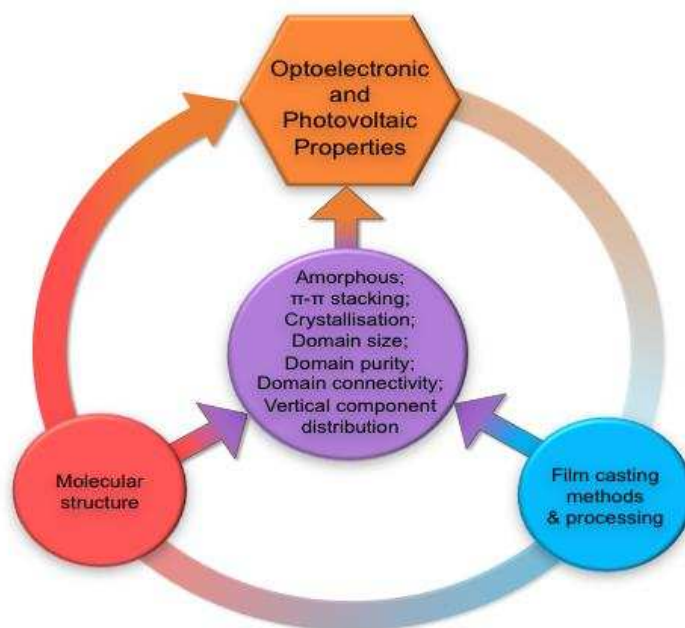 Optoelectronic
and
Photovoltaic
Properties
Amorphous;
π-π stacking;
Crystallisation;
Domain size;
Domain purity;
Domain connectivity;
Vertical component
distribution
Molecular
structure
Film casting
methods
& processing